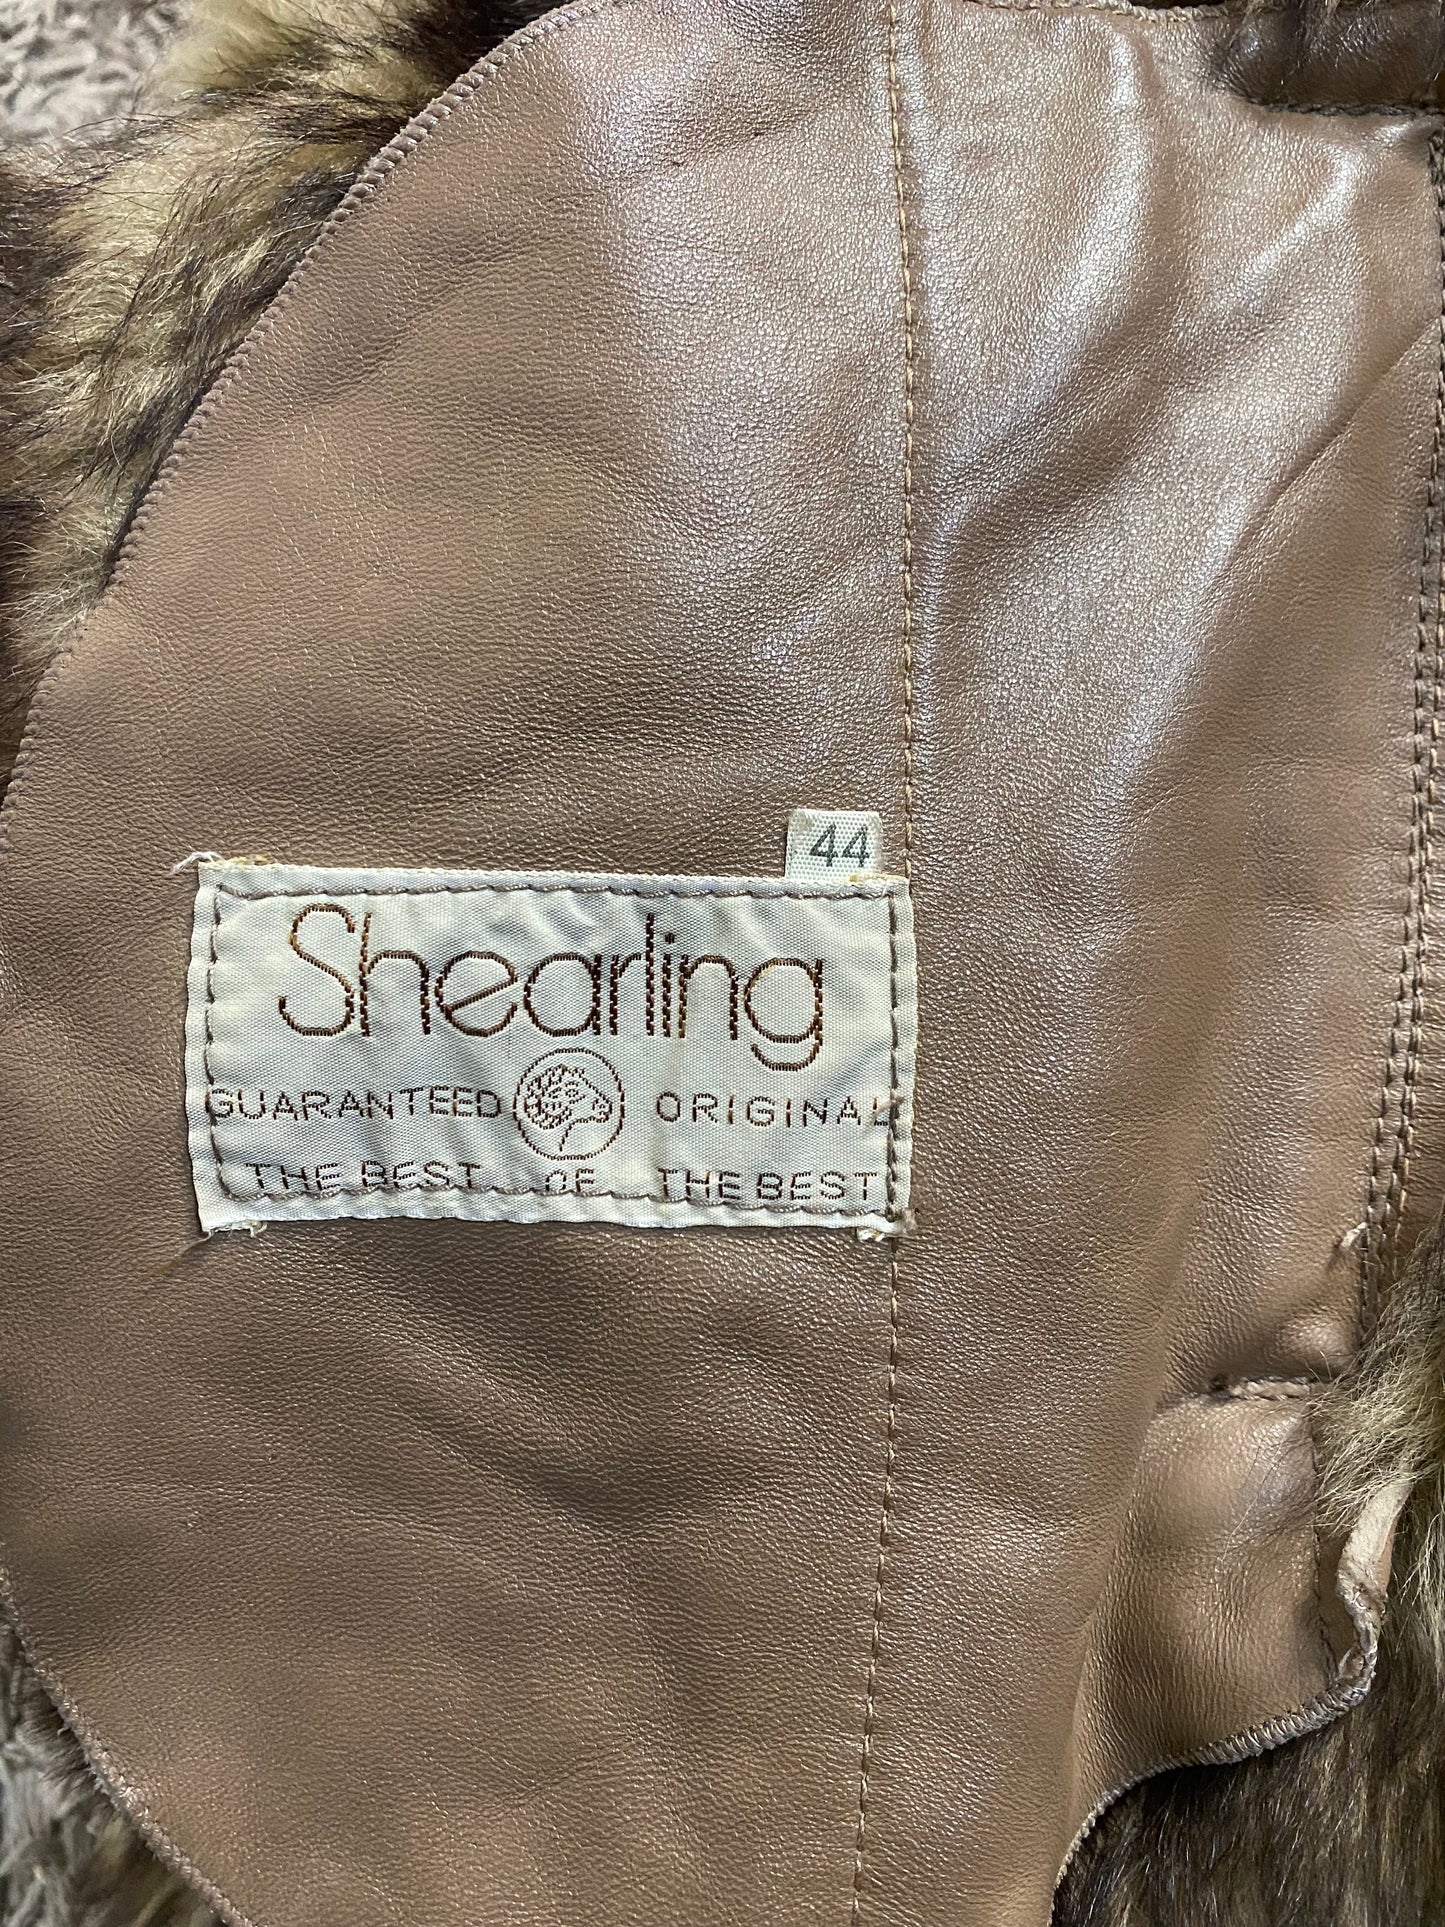 44
Shearling
GUARANTEED ORIGINAL
THE BEST OF THE BEST